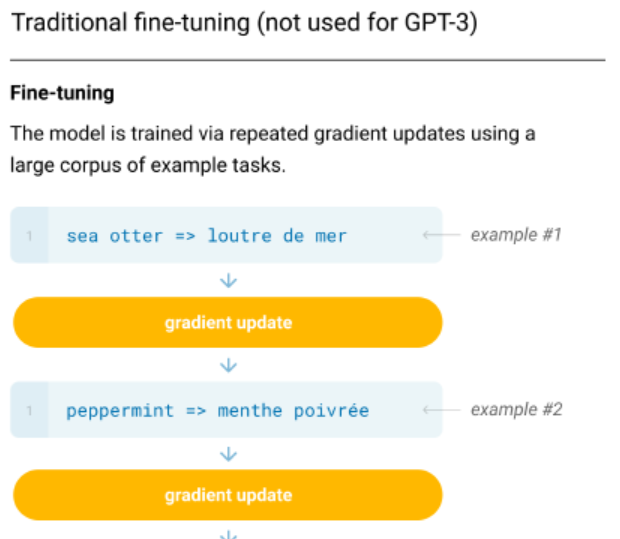 Traditional fine-tuning (not used for GPT-3)
Fine-tuning
The model is trained via repeated gradient updates using a
large corpus of example tasks.
1 sea otter => loutre de mer example #1
gradient update
1 peppermint => menthe poivrée example #2
gradient update